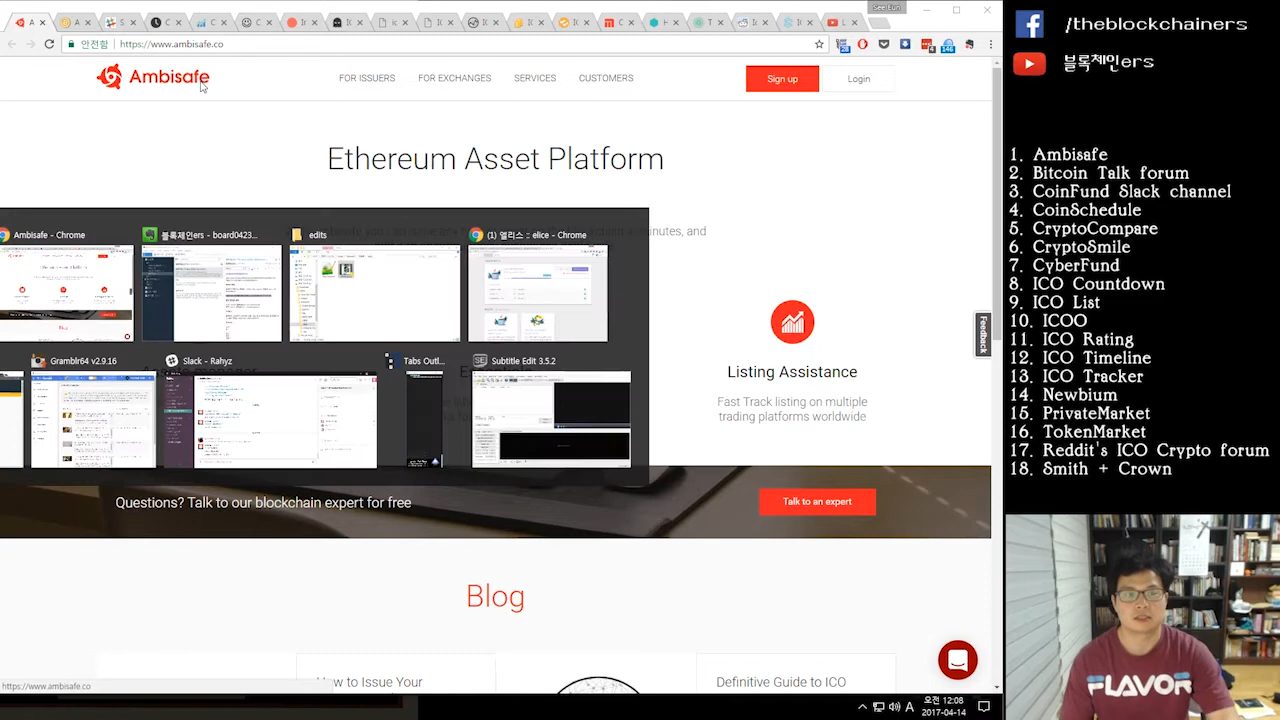 See Eun
안전함
https://www.ambisafe.co
Ambisafe
FOR ISSUERS
FOR EXCHANGES
SERVICES
CUSTOMERS
Sign up
Login
Ethereum Asset Platform
minutes, and
Ambisafe - Chrome
블록체인ers - board0423...
edits
(1) 엘리스 :: elice - Chrome
Gramblr64 v2.9.16
Slack - Rahyz
Tabs Outl...
Subtitle Edit 3.5.2
Feedback
Listing Assistance
Fast Track listing on multiple
trading platforms worldwide
Questions? Talk to our blockchain expert for free
Talk to an expert
Blog
How to Issue Your
Definitive Guide to ICO
https://www.ambisafe.co
A
오전 12:08
2017-04-14
/theblockchainers
블록체인ers
1. Ambisafe
2. Bitcoin Talk forum
3. CoinFund Slack channel
4. CoinSchedule
5. CryptoCompare
6. CryptoSmile
7. CyberFund
8. ICO Countdown
9. ICO List
10. ICOO
11. ICO Rating
12. ICO Timeline
13. ICO Tracker
14. Newbium
15. PrivateMarket
16. TokenMarket
17. Reddit's ICO Crypto forum
18. Smith + Crown
FLAVOR